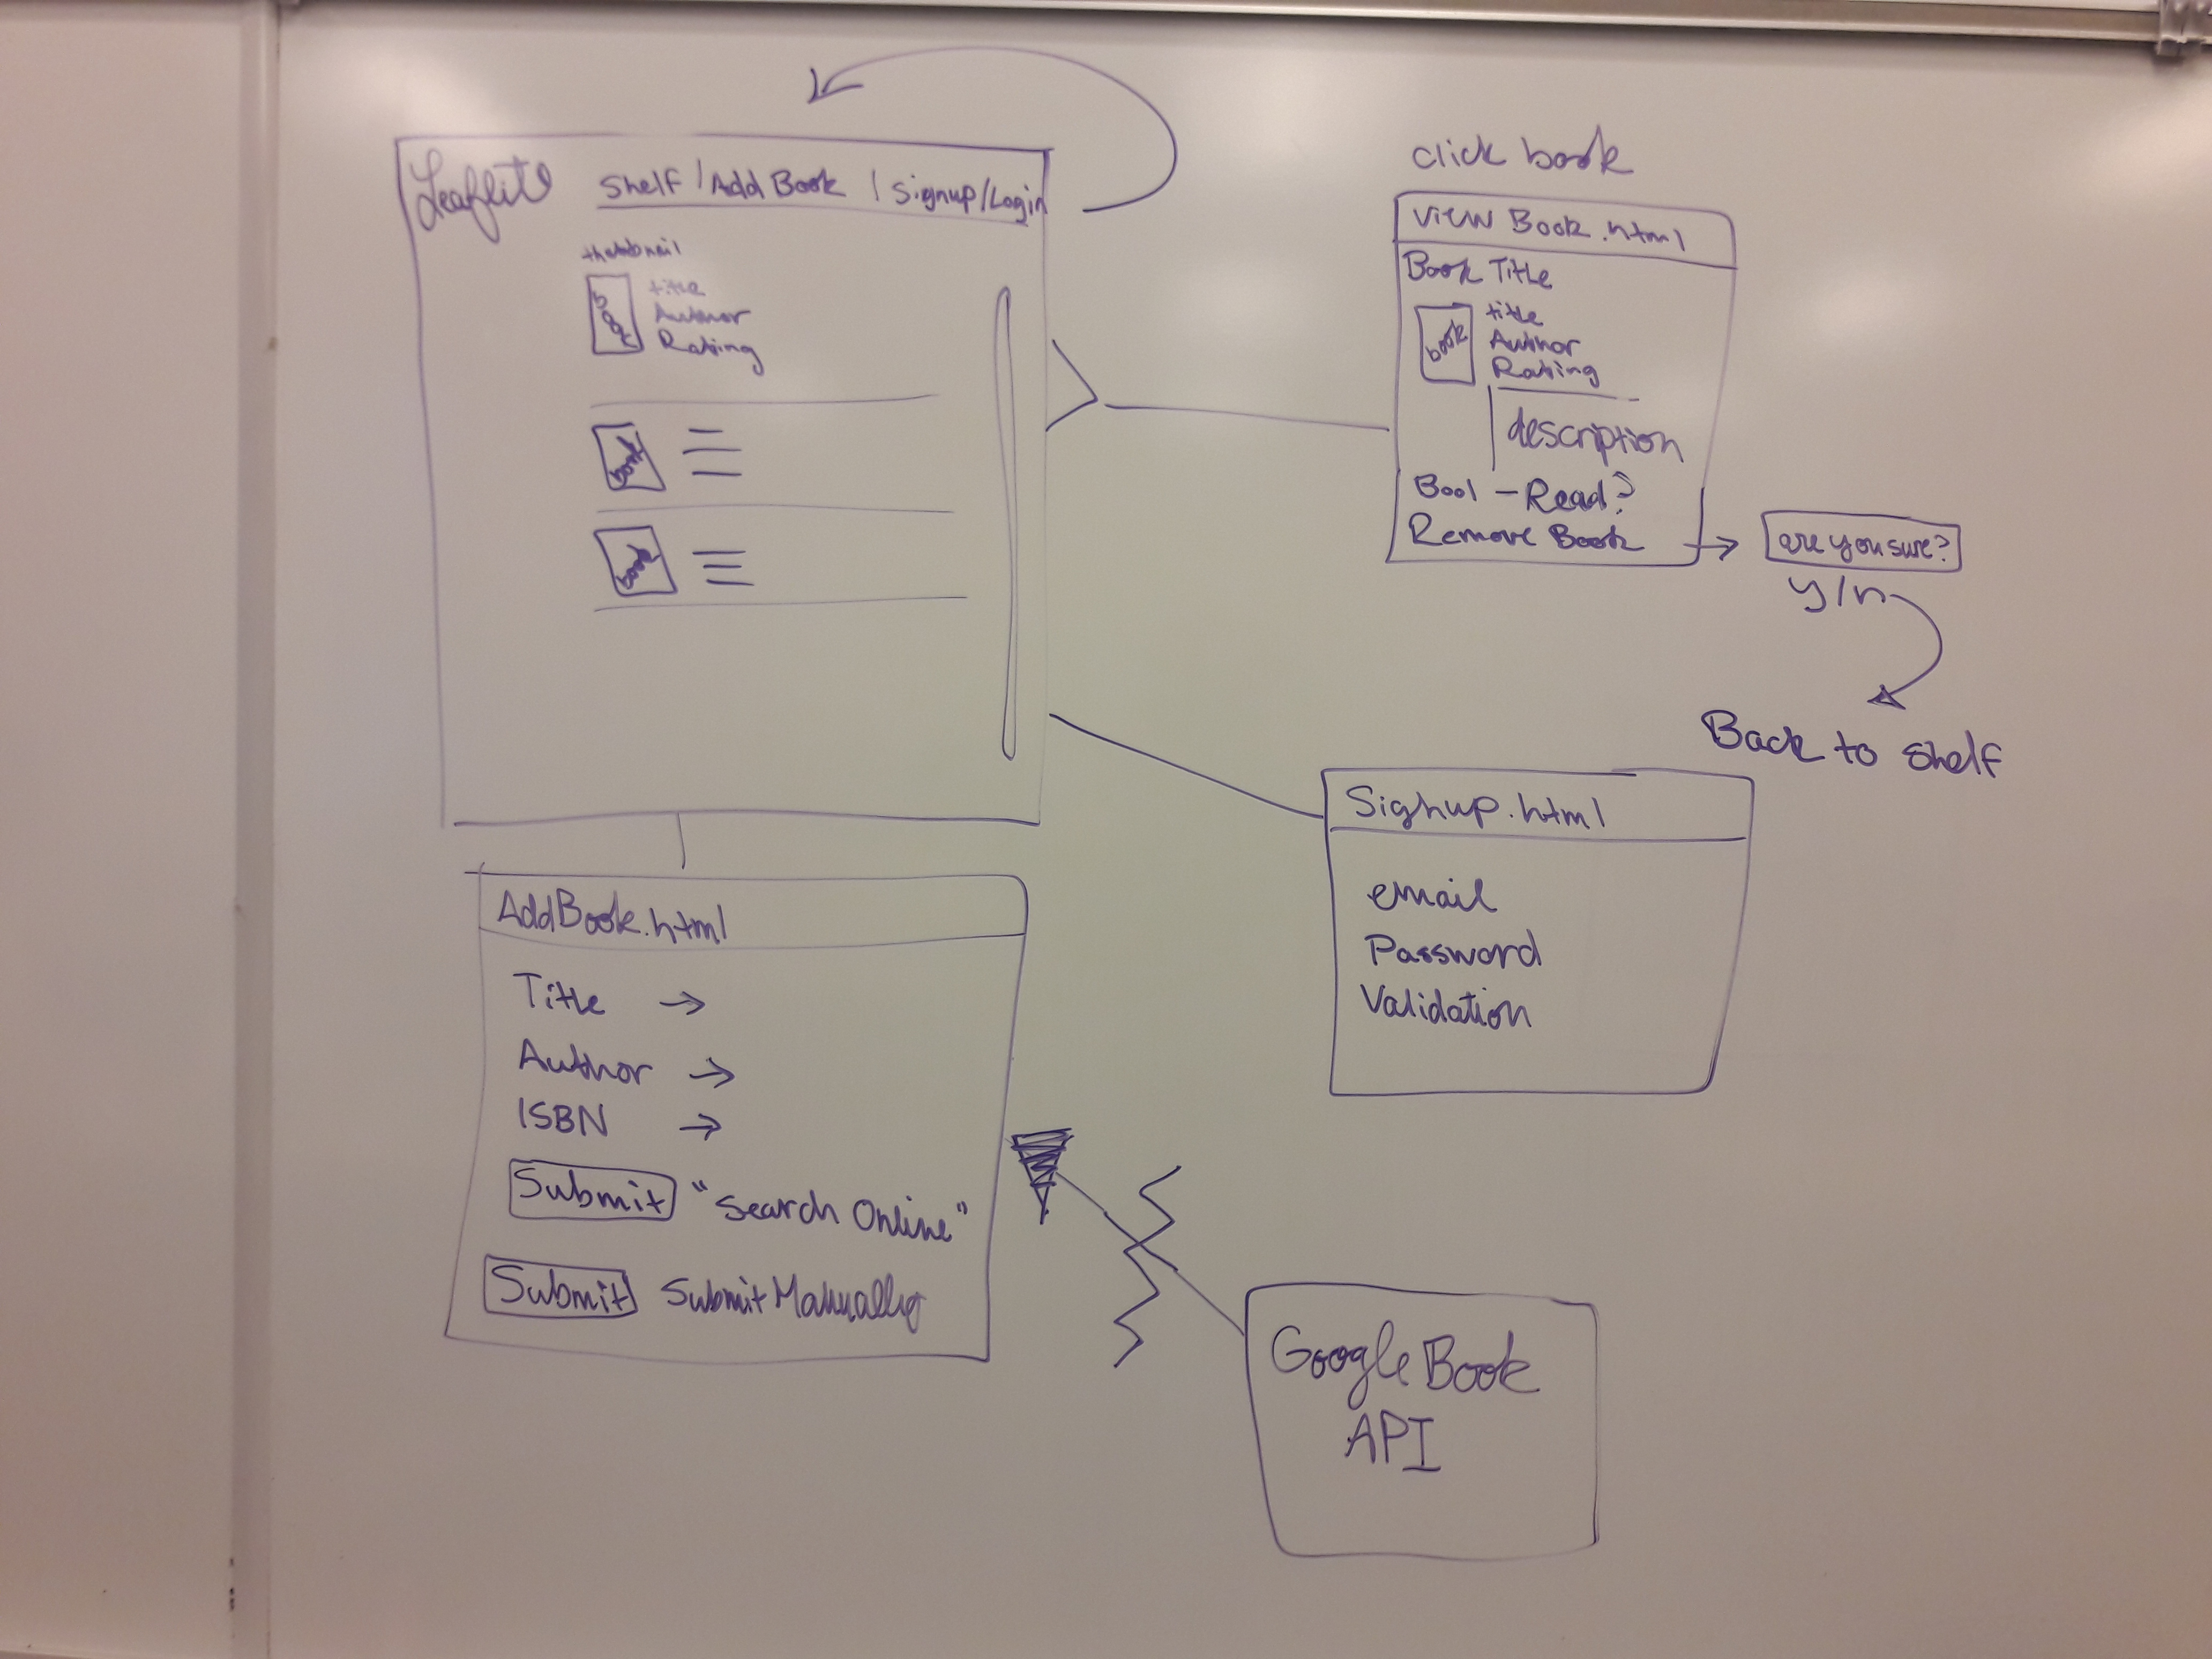 Leaflite shelf | Add Book | Signup/Login
thumbnail
book
title
Author
Rating
book
book
click book
view Book.html
Book Title
book
title
Author
Rating
description
Bool - Read?
Remove Book →
are you sure?
y/n
Back to shelf
Signup.html
email
Password
Validation
AddBook.html
Title →
Author →
ISBN →
Submit "Search Online"
Submit Submit Manually
Google Book
API